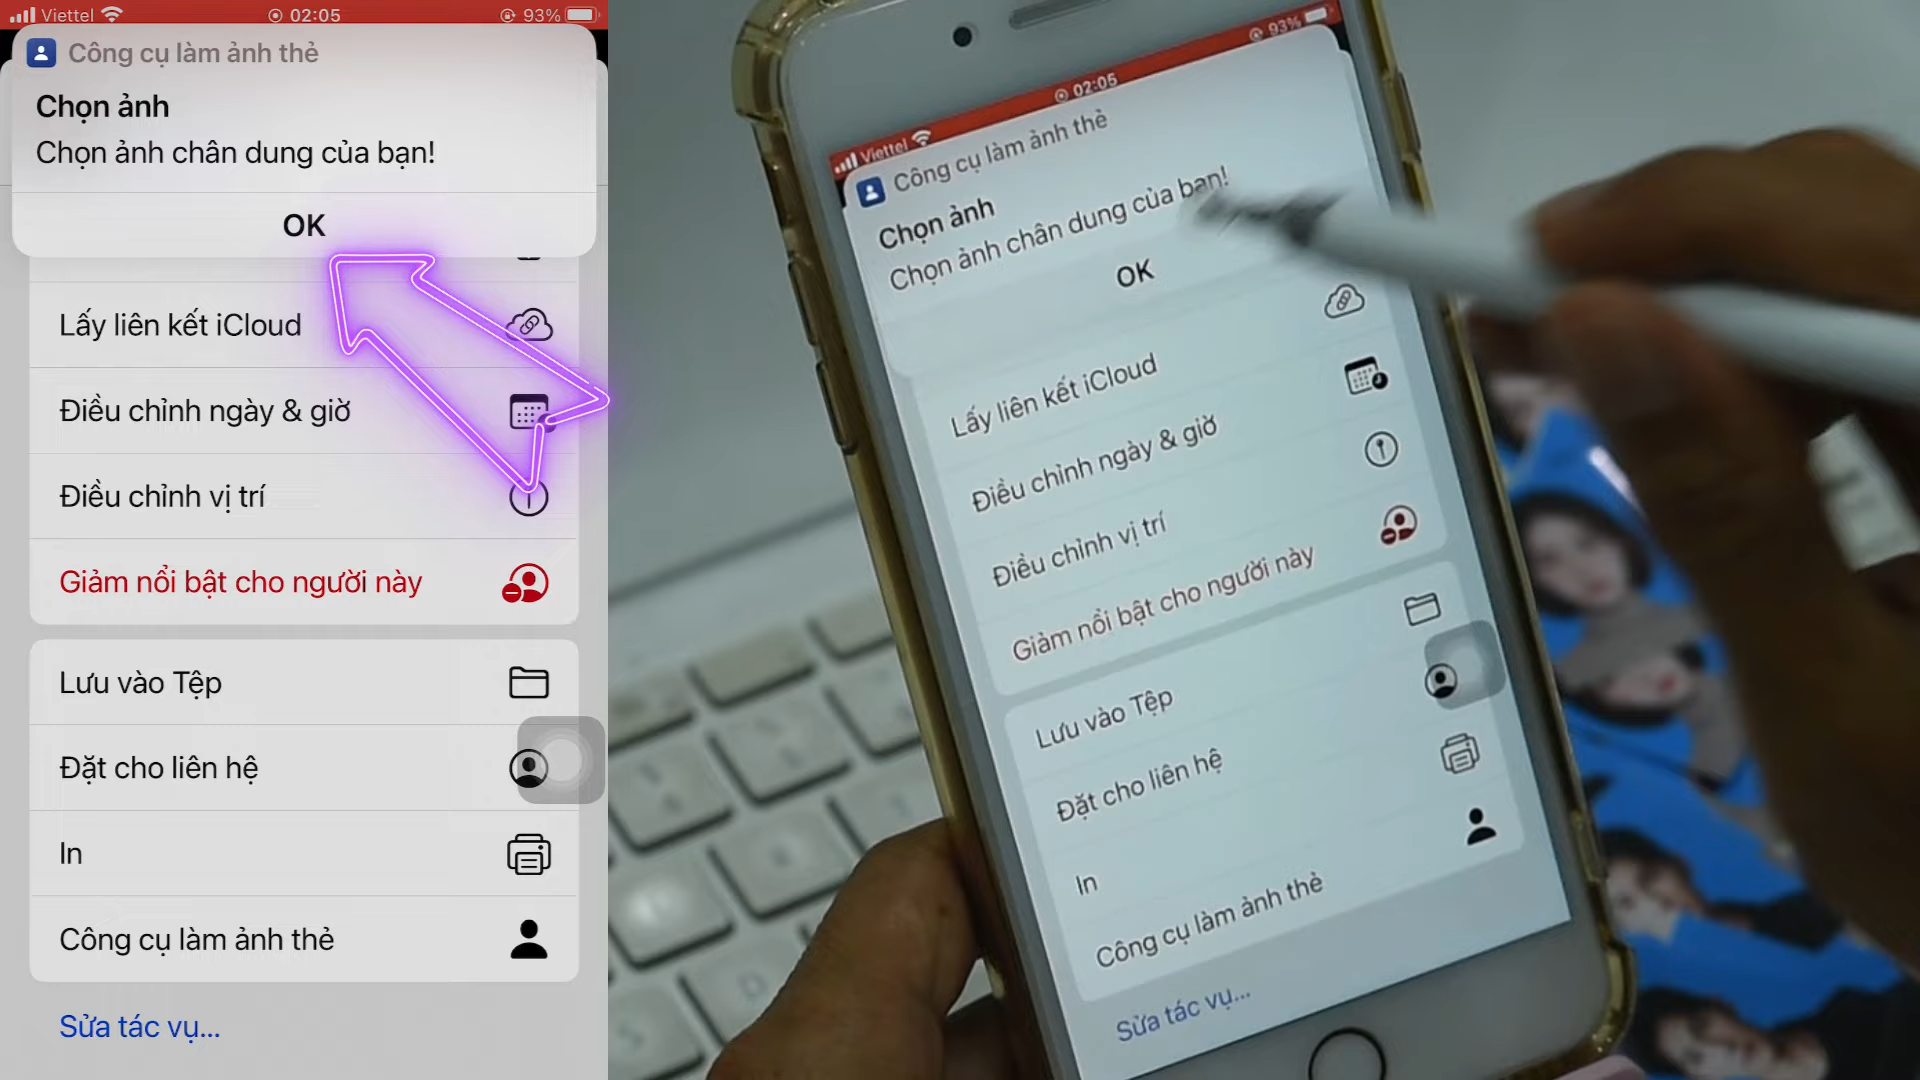 Viettel
02:05
93%
Công cụ làm ảnh thẻ
Chọn ảnh
Chọn ảnh chân dung của bạn!
OK
Lấy liên kết iCloud
Điều chỉnh ngày & giờ
Điều chỉnh vị trí
Giảm nổi bật cho người này
Lưu vào Tệp
Đặt cho liên hệ
In
Công cụ làm ảnh thẻ
Sửa tác vụ...
Viettel
02:05
93%
Công cụ làm ảnh thẻ
Chọn ảnh
Chọn ảnh chân dung của bạn!
OK
Lấy liên kết iCloud
Điều chỉnh ngày & giờ
Điều chỉnh vị trí
Giảm nổi bật cho người này
Lưu vào Tệp
Đặt cho liên hệ
In
Công cụ làm ảnh thẻ
Sửa tác vụ...